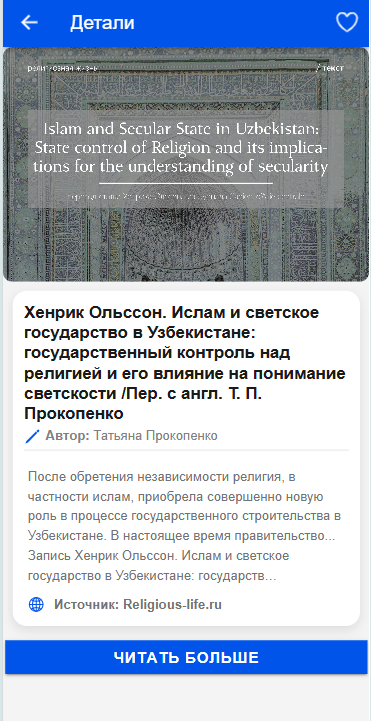 Детали
религиозная жизнь
/ текст
Islam and Secular State in Uzbekistan:
State control of Religion and its implica-
tions for the understanding of secularity
Хенрик Ольссон. Ислам и светское
государство в Узбекистане:
государственный контроль над
религией и его влияние на понимание
светскости /Пер. с англ. Т. П.
Прокопенко
Автор: Татьяна Прокопенко
После обретения независимости религия, в
частности ислам, приобрела совершенно новую
роль в процессе государственного строительства в
Узбекистане. В настоящее время правительство...
Запись Хенрик Ольссон. Ислам и светское
государство в Узбекистане: государств...
Источник: Religious-life.ru
ЧИТАТЬ БОЛЬШЕ